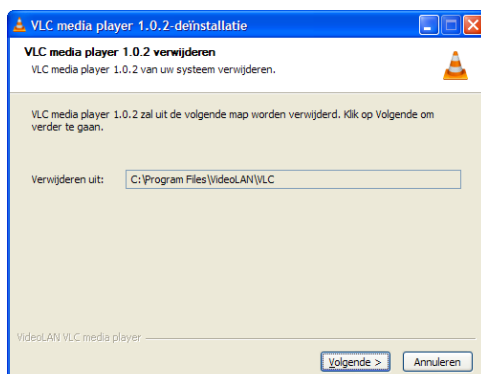 VLC media player 1.0.2-deïnstallatie
VLC media player 1.0.2 verwijderen
VLC media player 1.0.2 van uw systeem verwijderen.
VLC media player 1.0.2 zal uit de volgende map worden verwijderd. Klik op Volgende om
verder te gaan.
Verwijderen uit: C:\Program Files\VideoLAN\VLC
VideoLAN VLC media player
Volgende > Annuleren